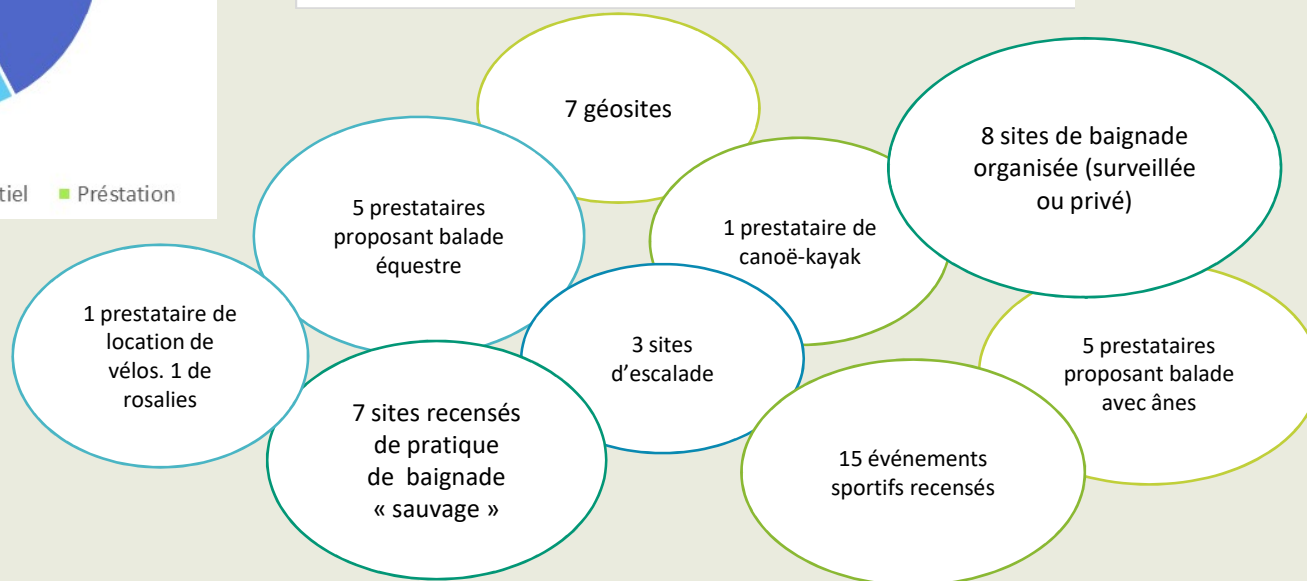 tiel
Préstation
7 géosites
8 sites de baignade
organisée (surveillée
ou privé)
5 prestataires
proposant balade
équestre
1 prestataire de
canoë-kayak
1 prestataire de
location de
vélos. 1 de
rosalies
3 sites
d’escalade
5 prestataires
proposant balade
avec ânes
7 sites recensés
de pratique
de baignade
« sauvage »
15 événements
sportifs recensés